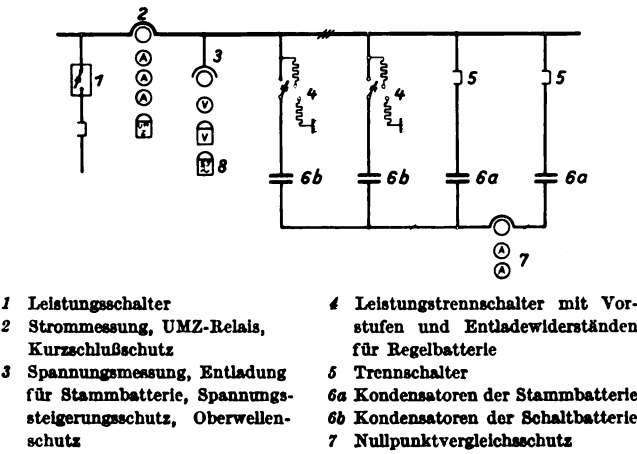 2
1
A
A
A
3
V
V
8
4
4
5
5
6b
6b
6a
6a
A
A
7
1 Leistungsschalter
2 Strommessung, UMZ-Relais,
Kurzschlußschutz
3 Spannungsmessung, Entladung
für Stammbatterie, Spannungs-
steigerungsschutz, Oberwellen-
schutz
4 Leistungstrennschalter mit Vor-
stufen und Entladewiderständen
für Regelbatterie
5 Trennschalter
6a Kondensatoren der Stammbatterie
6b Kondensatoren der Schaltbatterie
7 Nullpunktvergleichsschutz